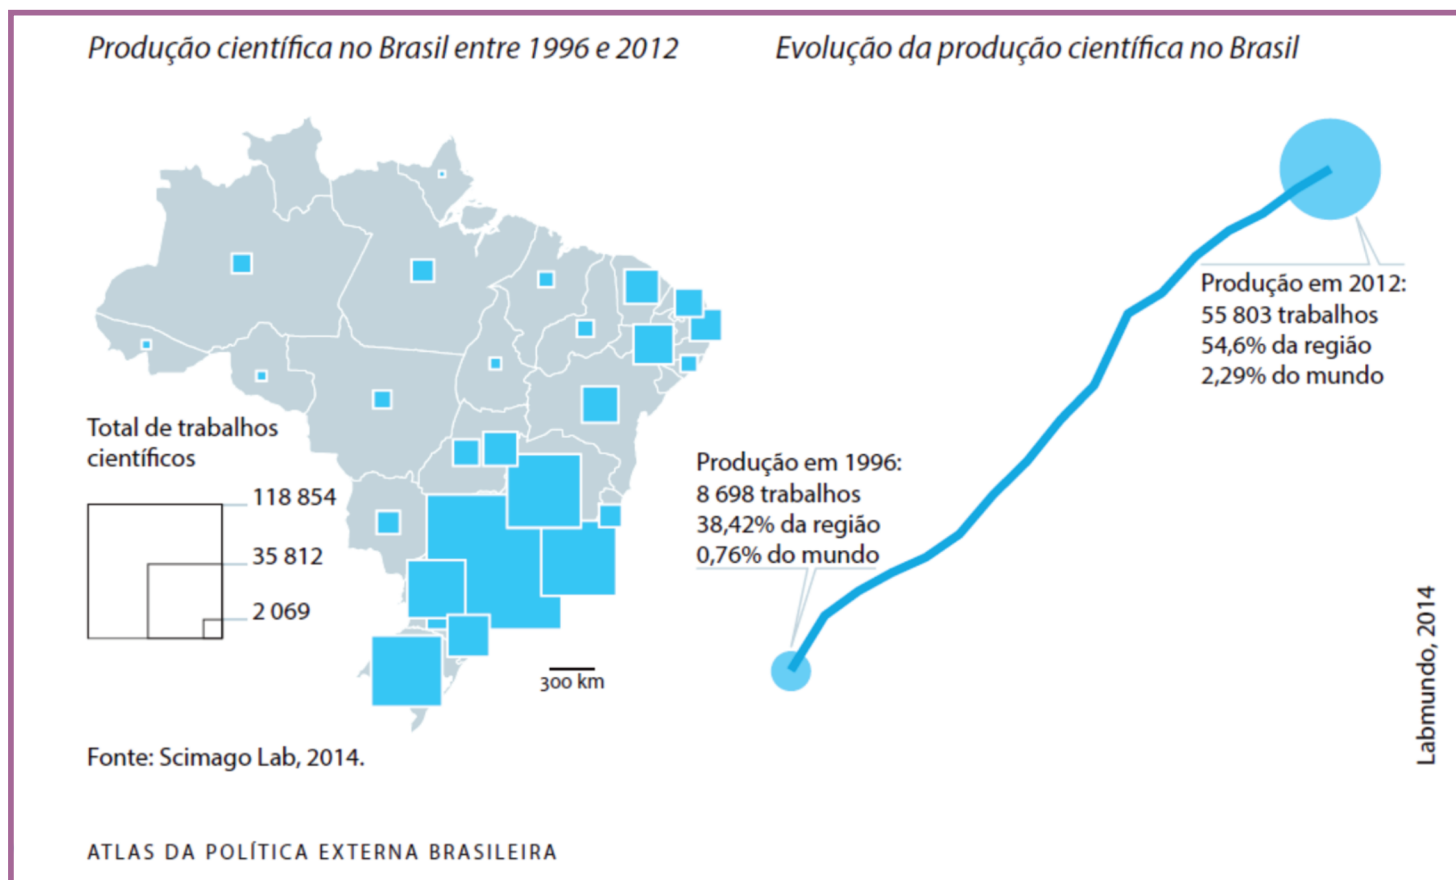 Produção científica no Brasil entre 1996 e 2012
Evolução da produção científica no Brasil
Total de trabalhos
científicos
118 854
35 812
2 069
300 km
Fonte: Scimago Lab, 2014.
Produção em 1996:
8 698 trabalhos
38,42% da região
0,76% do mundo
Produção em 2012:
55 803 trabalhos
54,6% da região
2,29% do mundo
Labmundo, 2014
ATLAS DA POLÍTICA EXTERNA BRASILEIRA